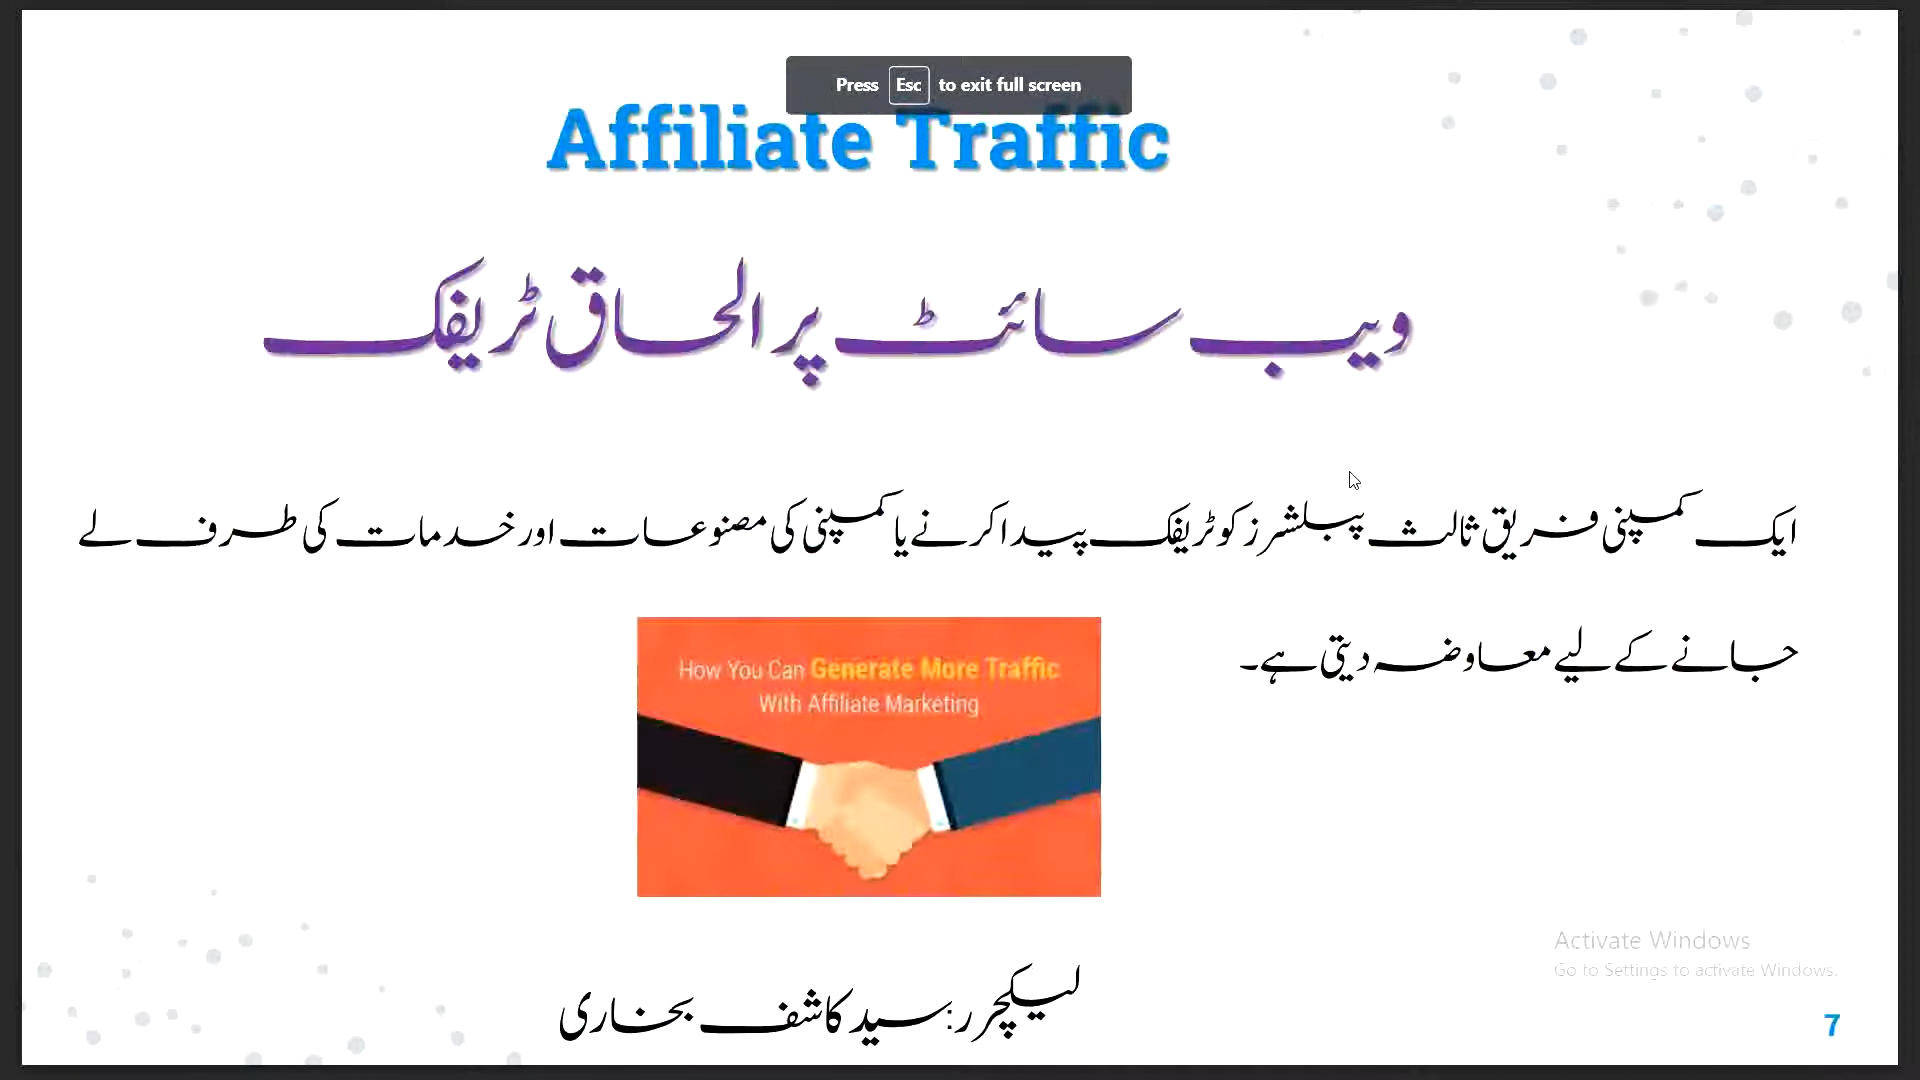 Press Esc to exit full screen
Affiliate Traffic
ویب سائٹ پر الحاق ٹریفک
ایک کمپنی فریق ثالث پبلشرز کو ٹریفک پیدا کرنے یا کمپنی کی مصنوعات اور خدمات کی طرف لے
جانے کے لیے معاوضہ دیتی ہے۔
How You Can Generate More Traffic
With Affiliate Marketing
Activate Windows
Go to Settings to activate Windows.
لیکچرر: سید کاشف بخاری
7